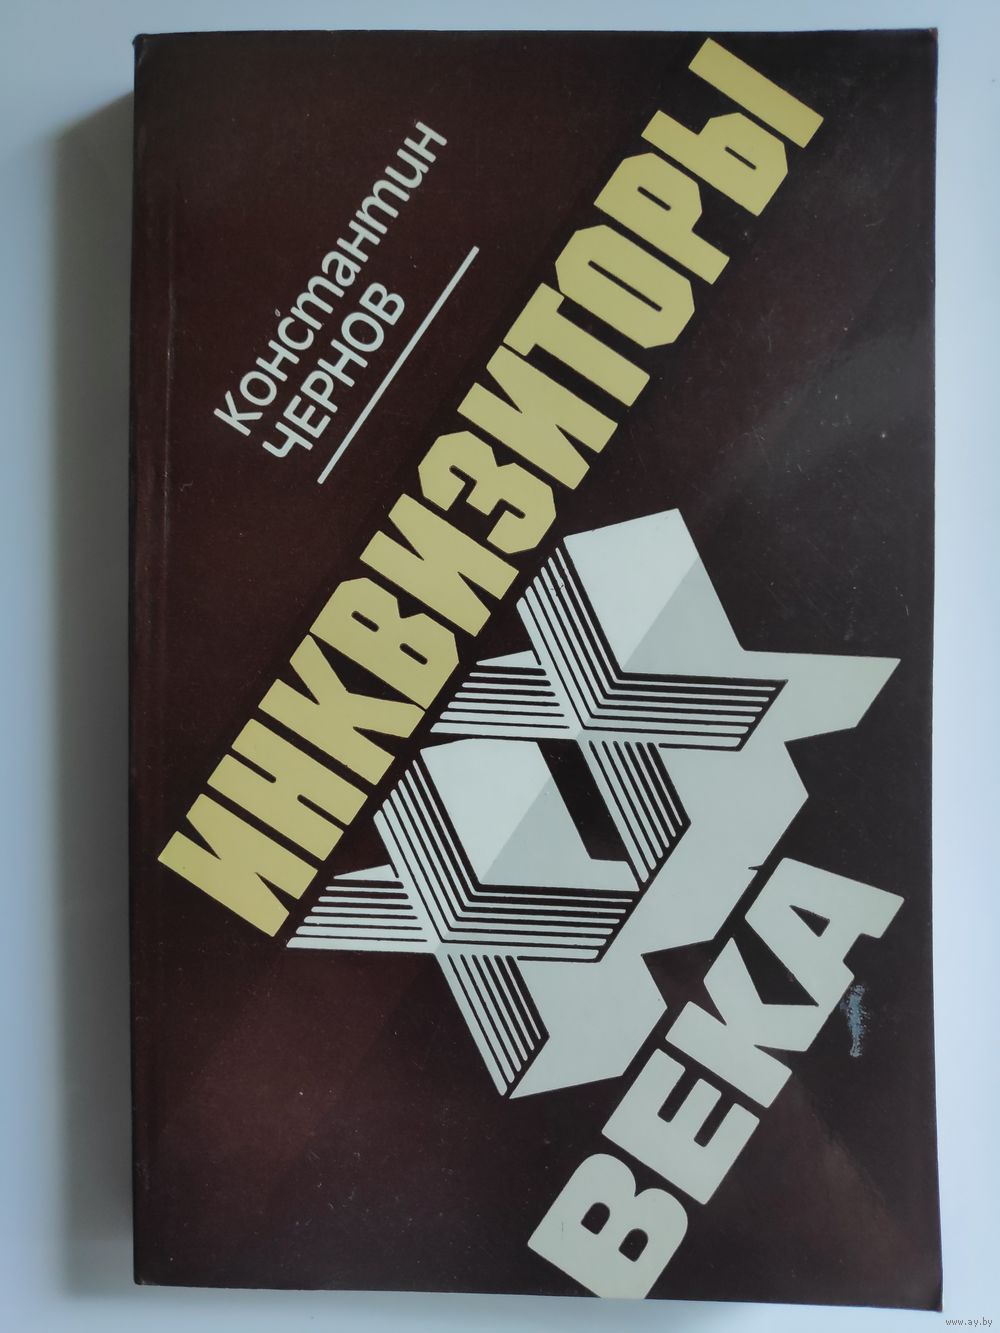 Константин
ЧЕРНОВ
ИНКВИЗИТОРЫ
XX
ВЕКА
www.ay.by